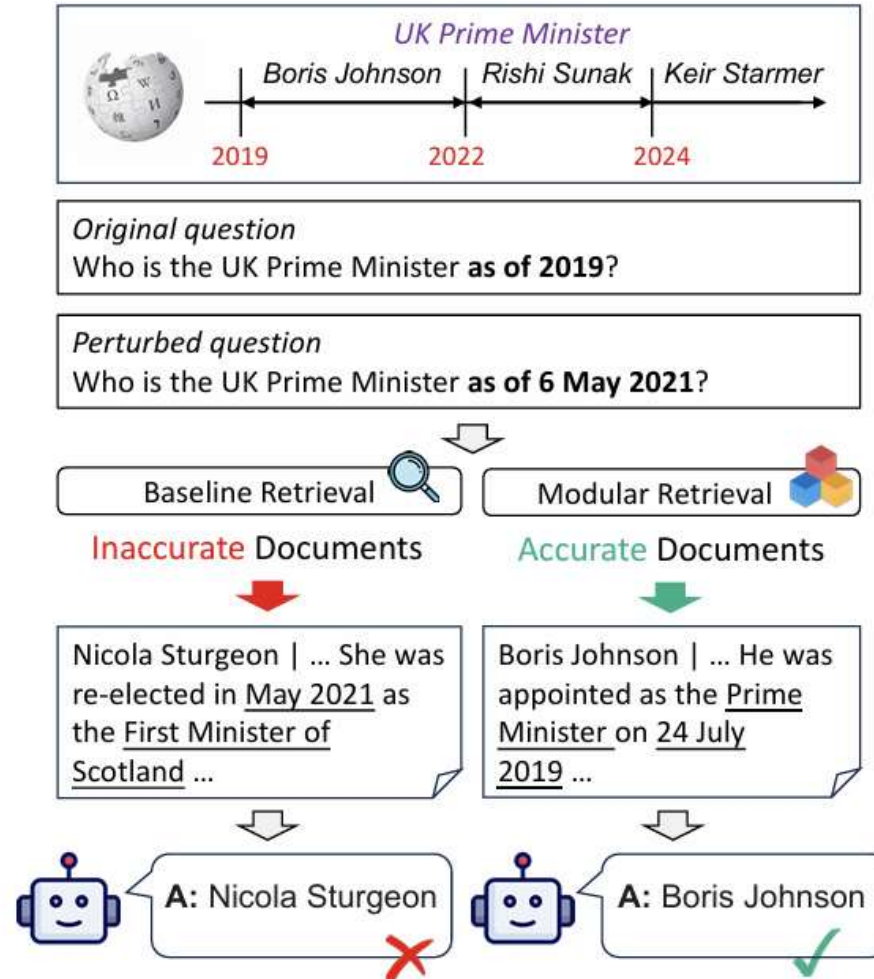 UK Prime Minister
Boris Johnson Rishi Sunak Keir Starmer
2019 2022 2024
Original question
Who is the UK Prime Minister as of 2019?
Perturbed question
Who is the UK Prime Minister as of 6 May 2021?
Baseline Retrieval
Inaccurate Documents
Nicola Sturgeon | ... She was
re-elected in May 2021 as
the First Minister of
Scotland ...
A: Nicola Sturgeon
Modular Retrieval
Accurate Documents
Boris Johnson | ... He was
appointed as the Prime
Minister on 24 July
2019 ...
A: Boris Johnson